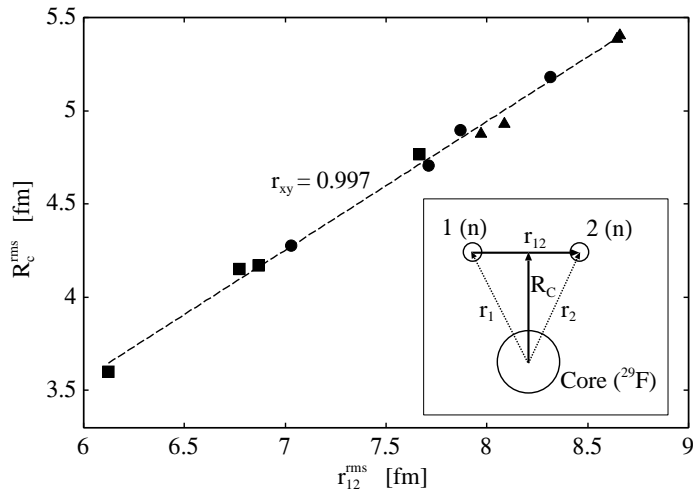 5.5
5
4.5
4
3.5
R_c^rms [fm]
r_xy = 0.997
1 (n)
2 (n)
r_12
R_C
r_1
r_2
Core (^29F)
6
6.5
7
7.5
8
8.5
9
r_12^rms [fm]